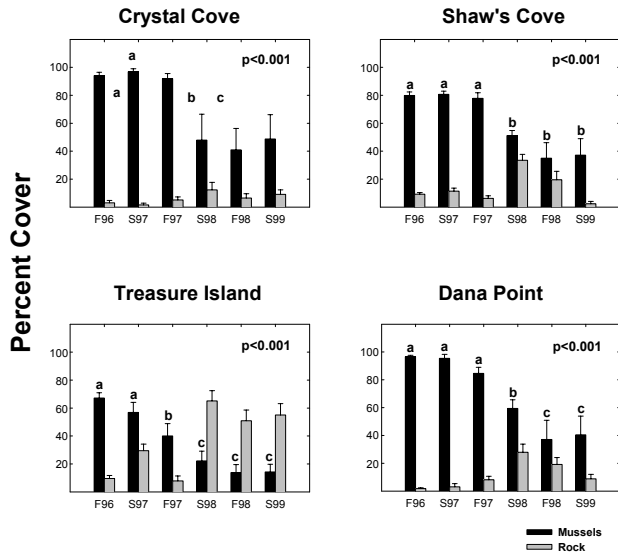 Crystal Cove
Shaw's Cove
Percent Cover
p<0.001
100
80
60
40
20
a
a
b c
F96 S97 F97 S98 F98 S99
p<0.001
100
80
60
40
20
a a a b b b
F96 S97 F97 S98 F98 S99
Treasure Island
Dana Point
p<0.001
100
80
60
40
20
a a b c c c
F96 S97 F97 S98 F98 S99
p<0.001
100
80
60
40
20
a a a b c c
F96 S97 F97 S98 F98 S99
Mussels
Rock